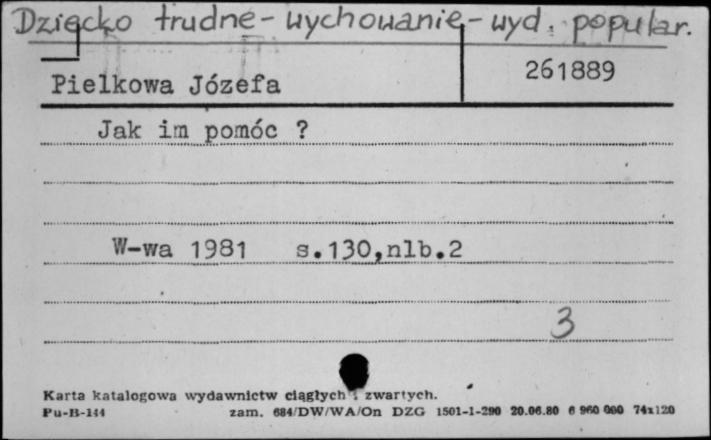 Dziecko trudne - wychowanie - wyd. popular.
Pielkowa Józefa
261889
Jak im pomóc ?
W-wa 1981 s.130,nlb.2
3
Karta katalogowa wydawnictw ciągłych i zwartych.
Pu-B-144 zam. 684/DW/WA/On DZG 1501-1-290 20.06.80 6 960 000 74x120